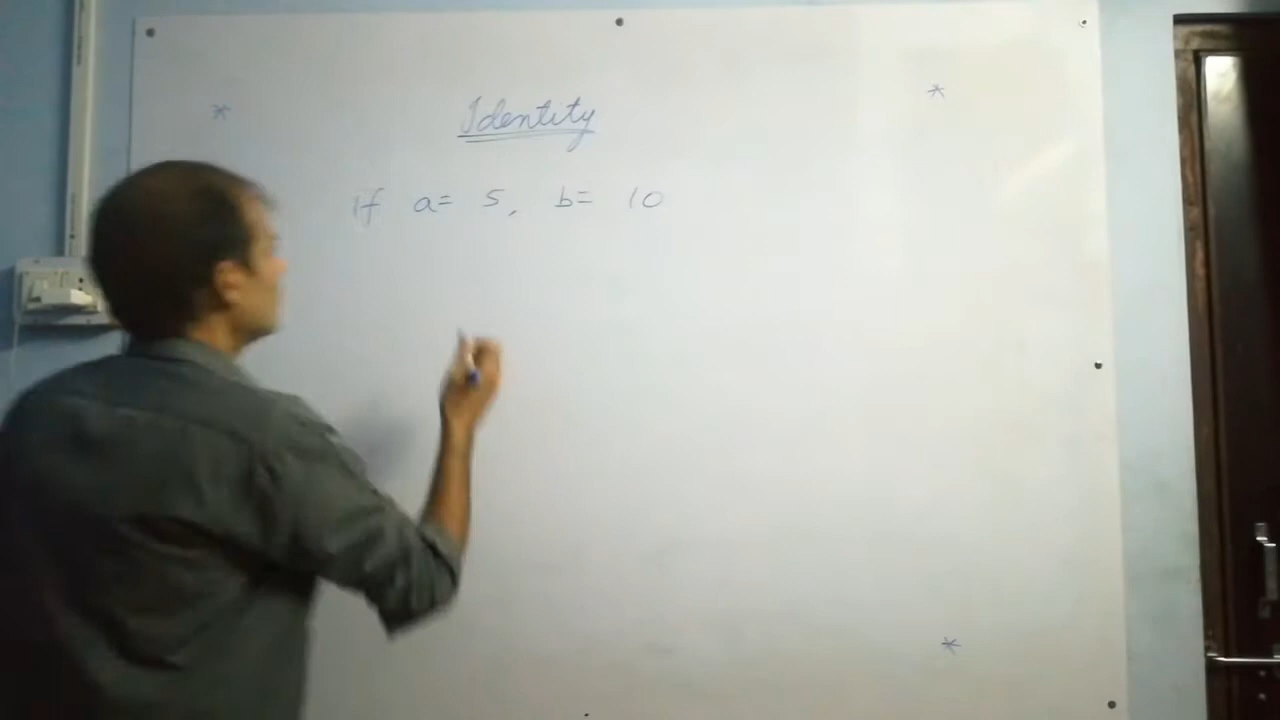 * *
Identity
If a= 5, b= 10
*